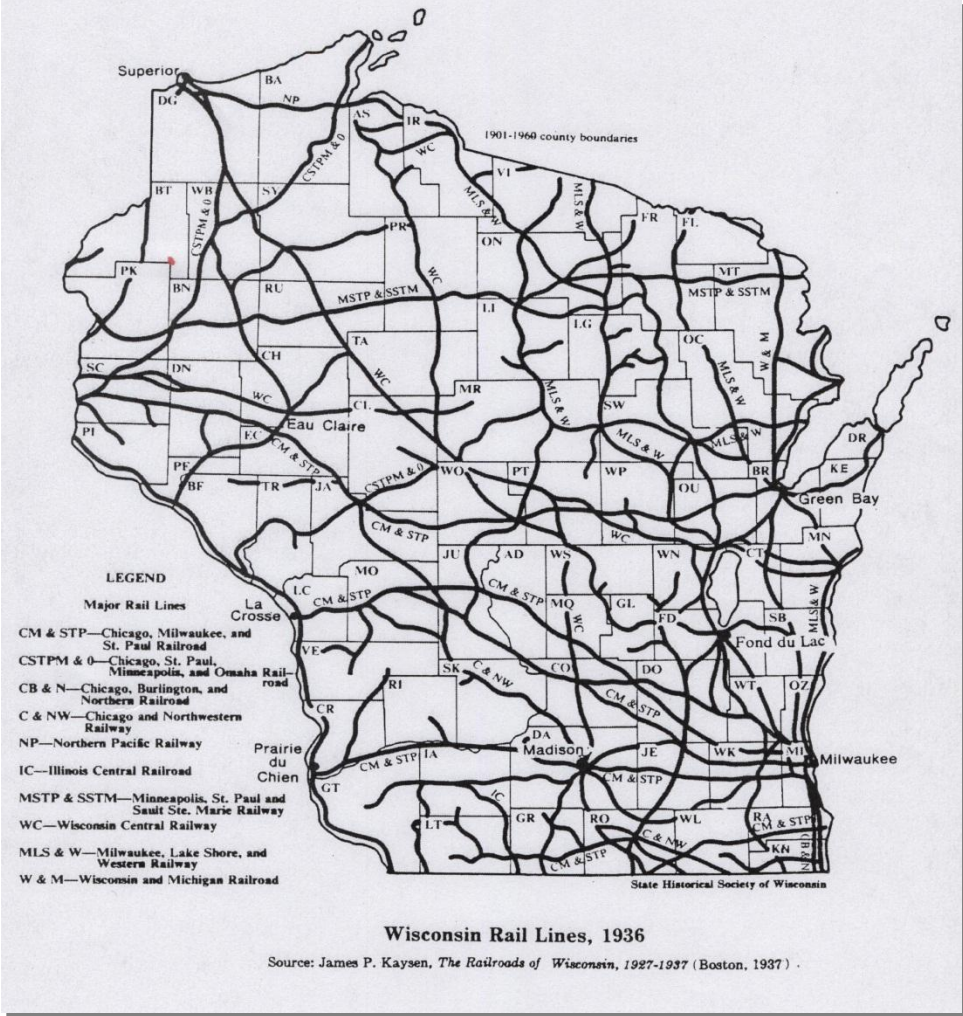 Superior
DG
BA
NP
AS
IR
WC
1901-1960 county boundaries
CSTPM & 0
VI
MLS & W
MLS & W
BT
WB
SY
CSTPM & 0
PR
ON
FR
FL
PK
BN
RU
WC
MT
MSTP & SSTM
MSTP & SSTM
LI
LG
OC
W & M
TA
CH
SC
DN
WC
WC
CL
MR
MLS & W
SW
MLS & W
Eau Claire
PI
EC
CM & STP
MLS & W
MLS & W
DR
KE
PE
BF
TR
JA
CSTPM & 0
WO
PT
WP
OU
BR
Green Bay
CM & STP
WC
MN
JU
AD
WS
WN
CT
MO
LC
CM & STP
CM & STP
MQ
WC
GL
FD
SB
MLS & W
La
Crosse
Fond du Lac
VE
SK
C & NW
CO
DO
CM & STP
WT
OZ
RI
CR
DA
Prairie
du
Chien
CM & STP
IA
Madison
JE
WK
MI
Milwaukee
CM & STP
GT
IC
LT
GR
RO
WL
RA
CM & STP
C & NW
KN
CM & STP
CB & N
State Historical Society of Wisconsin
LEGEND
Major Rail Lines
CM & STP—Chicago, Milwaukee, and
St. Paul Railroad
CSTPM & 0—Chicago, St. Paul,
Minneapolis, and Omaha Rail-
road
CB & N—Chicago, Burlington, and
Northern Railroad
C & NW—Chicago and Northwestern
Railway
NP—Northern Pacific Railway
IC—Illinois Central Railroad
MSTP & SSTM—Minneapolis, St. Paul and
Sault Ste. Marie Railway
WC—Wisconsin Central Railway
MLS & W—Milwaukee, Lake Shore, and
Western Railway
W & M—Wisconsin and Michigan Railroad
Wisconsin Rail Lines, 1936
Source: James P. Kaysen, The Railroads of Wisconsin, 1927-1937 (Boston, 1937) .